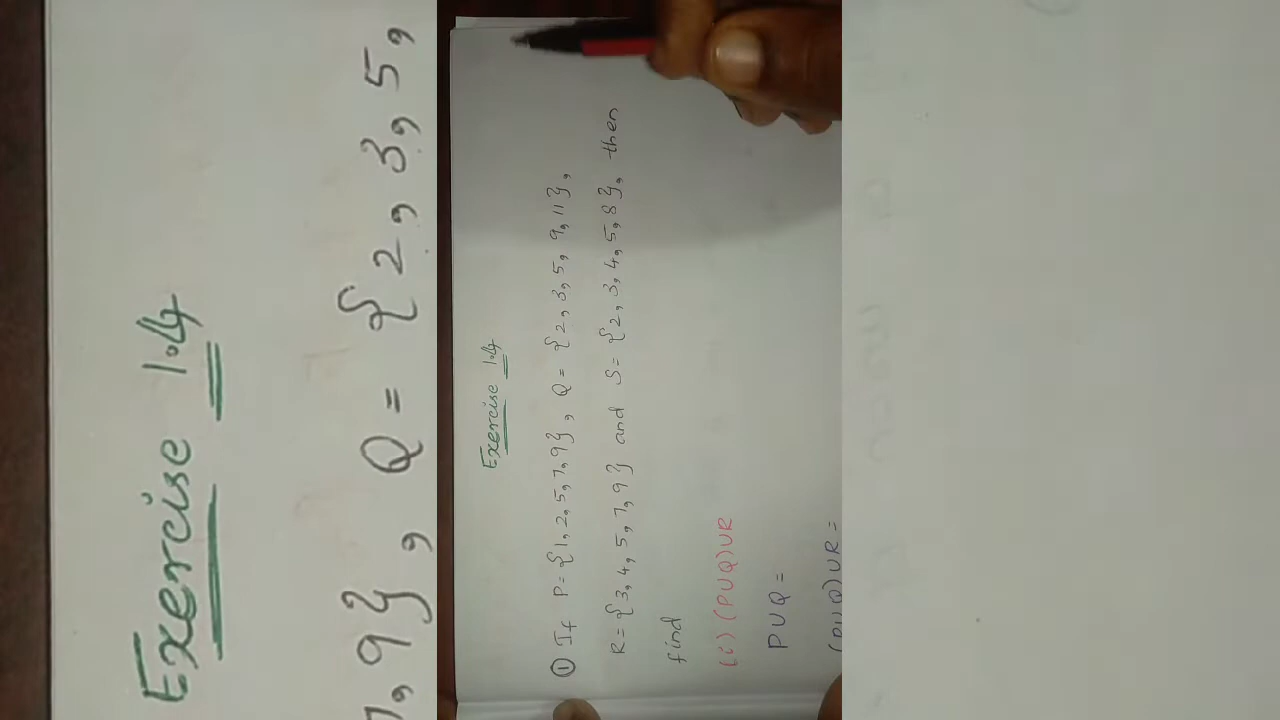 Exercise 1.4
① If P = {1, 2, 5, 7, 9}, Q = {2, 3, 5, 9, 11},
R = {3, 4, 5, 7, 9} and S = {2, 3, 4, 5, 8}, then
find
(i) (P∪Q)∪R
P∪Q =
(P∪Q)∪R =
Exercise 1.4
7, 9}, Q = {2, 3, 5,